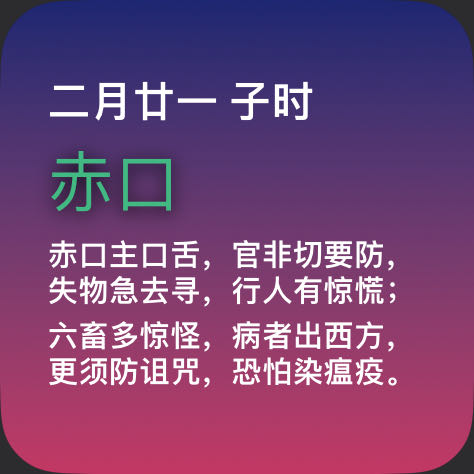 二月廿一 子时
赤口
赤口主口舌，官非切要防，
失物急去寻，行人有惊慌；
六畜多惊怪，病者出西方，
更须防诅咒，恐怕染瘟疫。